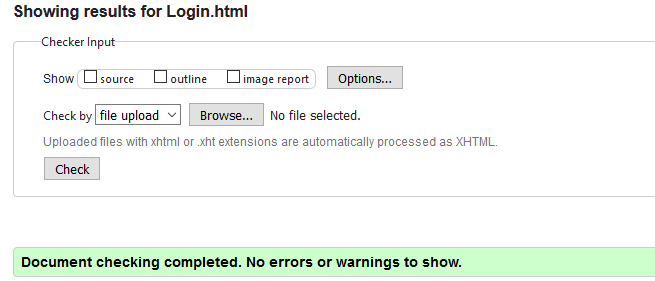 Showing results for Login.html
Checker Input
Show source outline image report Options...
Check by file upload Browse... No file selected.
Uploaded files with xhtml or .xht extensions are automatically processed as XHTML.
Check
Document checking completed. No errors or warnings to show.